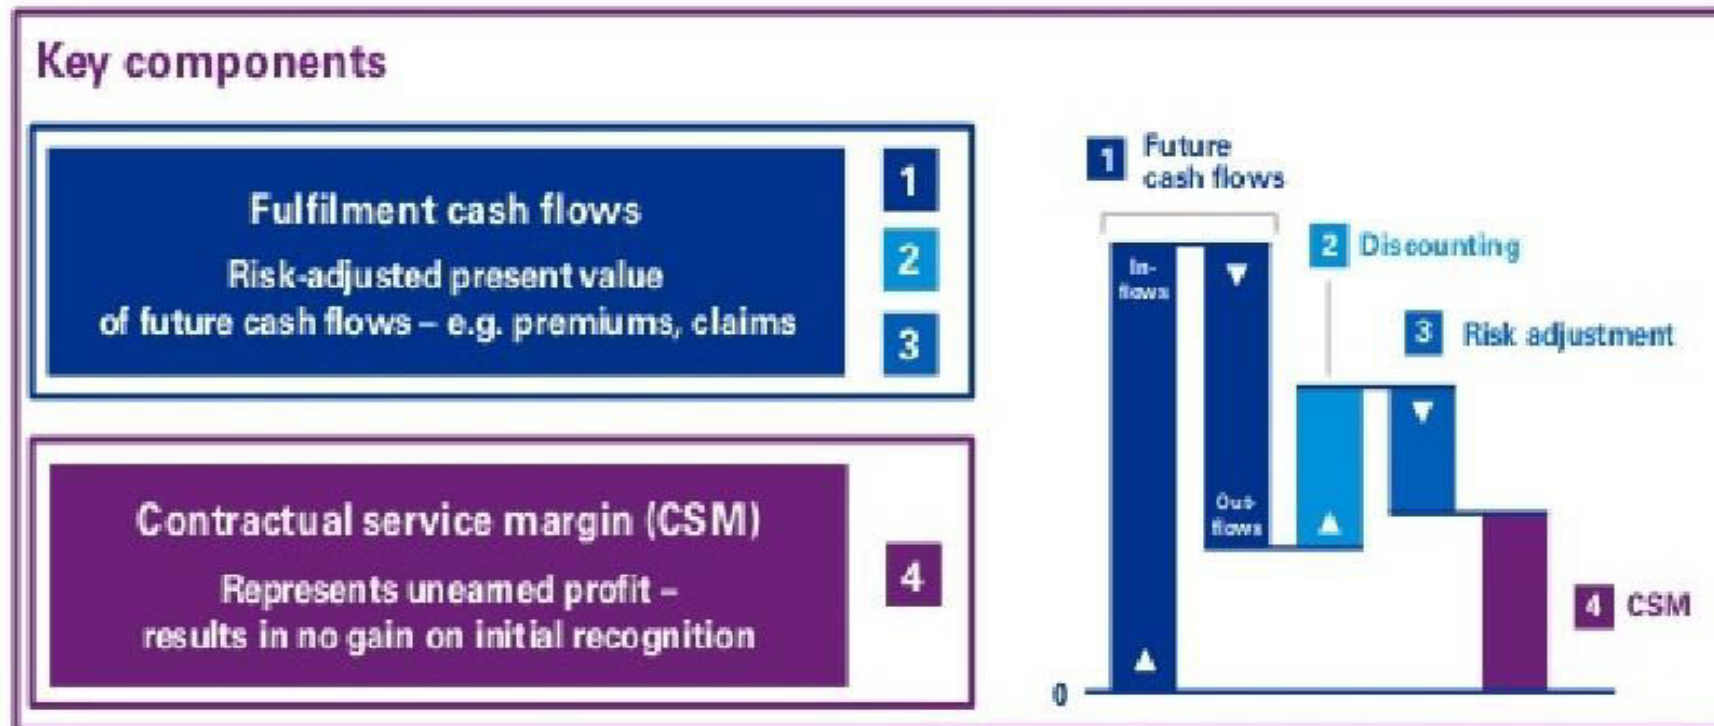 Key components
Fulfilment cash flows
Risk-adjusted present value
of future cash flows – e.g. premiums, claims
1
2
3
Contractual service margin (CSM)
Represents unearned profit –
results in no gain on initial recognition
4
1 Future
cash flows
2 Discounting
3 Risk adjustment
In-
flows
Out-
flows
4 CSM
0